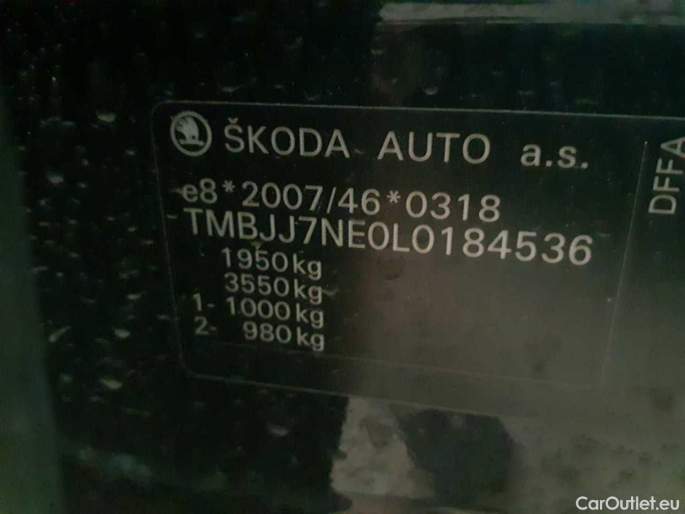 ŠKODA AUTO a.s.
e8*2007/46*0318
TMBJJ7NE0L0184536
1950kg
3550kg
1- 1000kg
2- 980kg
DFFA
CarOutlet.eu